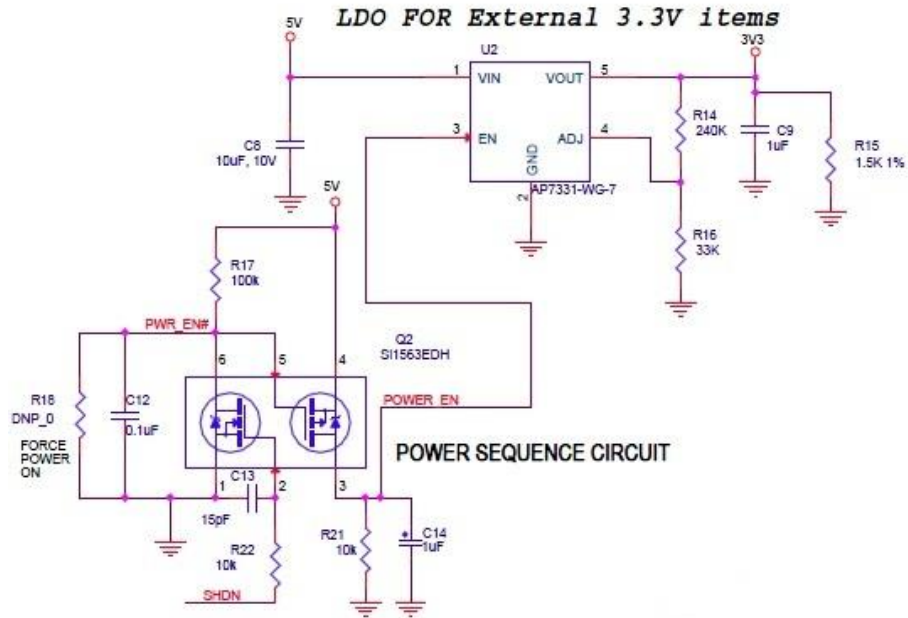 LDO FOR External 3.3V items
5V
U2
3V3
1
VIN
VOUT
5
3
EN
ADJ
4
GND
2
AP7331-WG-7
C8
10uF, 10V
R14
240K
C9
1uF
R15
1.5K 1%
R16
33K
5V
R17
100k
PWR_EN#
Q2
SI1563EDH
6
5
4
R18
DNP_0
FORCE
POWER
ON
C12
0.1uF
POWER_EN
POWER SEQUENCE CIRCUIT
1
C13
2
3
15pF
R22
10k
R21
10k
C14
1uF
SHDN